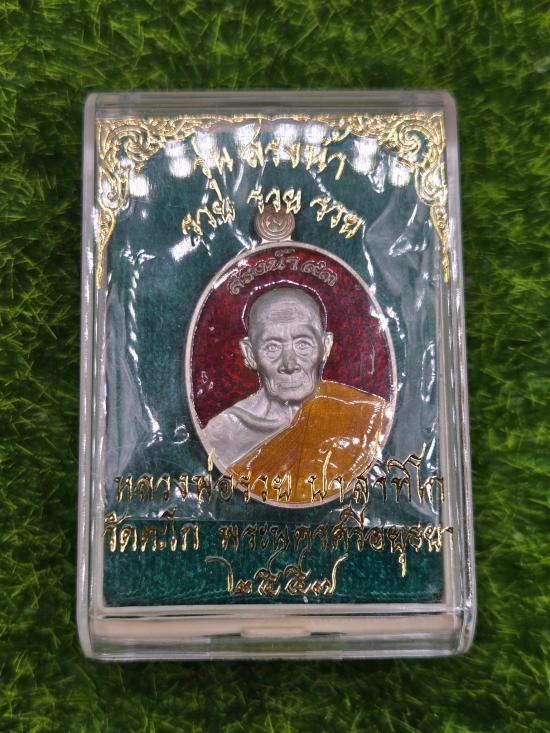 รุ่น สรงน้ำ
รวย รวย รวย
สรงน้ำ ๕๓
หลวงพ่อรวย ปาสาทิโก
วัดตะโก พระนครศรีอยุธยา
๒๕๕๗